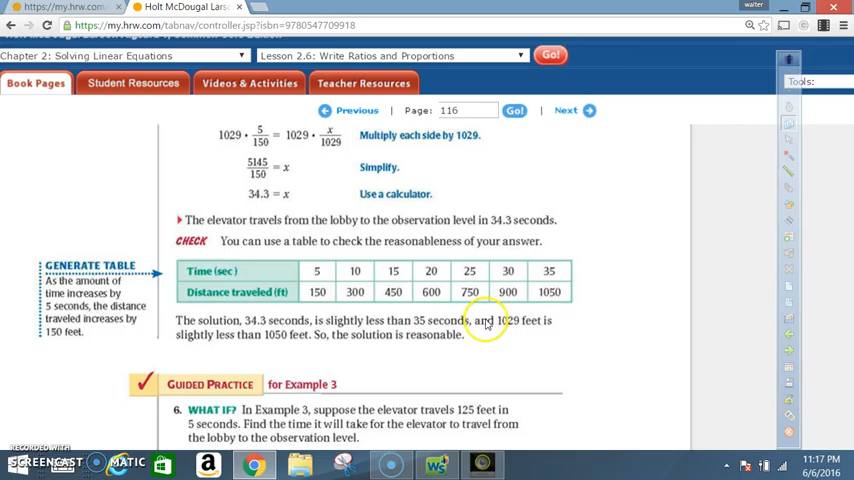 https://my.hrw.com/tabnav/
Holt McDougal Lars
walter
https://my.hrw.com/tabnav/controller.jsp?isbn=9780547709918
Chapter 2: Solving Linear Equations
Lesson 2.6: Write Ratios and Proportions
Go!
Book Pages
Student Resources
Videos & Activities
Teacher Resources
Tools:
Previous | Page: 116 Go! | Next
1029 · 5/150 = 1029 · x/1029 Multiply each side by 1029.
5145/150 = x Simplify.
34.3 = x Use a calculator.
The elevator travels from the lobby to the observation level in 34.3 seconds.
CHECK You can use a table to check the reasonableness of your answer.
GENERATE TABLE
As the amount of
time increases by
5 seconds, the distance
traveled increases by
150 feet.
Time (sec) 5 10 15 20 25 30 35
Distance traveled (ft) 150 300 450 600 750 900 1050
The solution, 34.3 seconds, is slightly less than 35 seconds, and 1029 feet is
slightly less than 1050 feet. So, the solution is reasonable.
GUIDED PRACTICE for Example 3
6. WHAT IF? In Example 3, suppose the elevator travels 125 feet in
5 seconds. Find the time it will take for the elevator to travel from
the lobby to the observation level.
RECORDED WITH
SCREENCAST MATIC
11:17 PM
6/6/2016